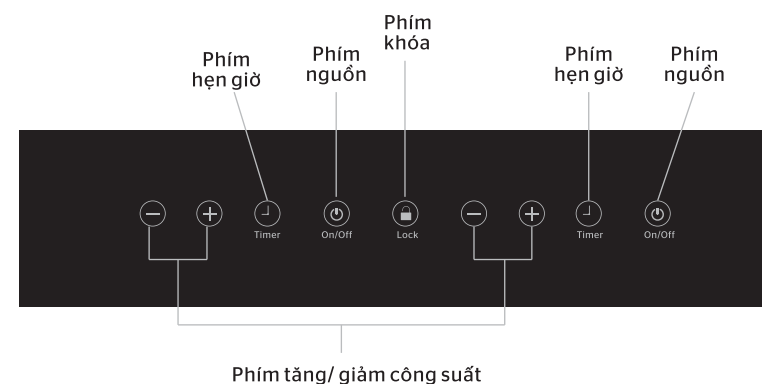 Phím
khóa
Phím
hẹn giờ
Phím
nguồn
Phím
hẹn giờ
Phím
nguồn
Timer
On/Off
Lock
Timer
On/Off
Phím tăng/ giảm công suất